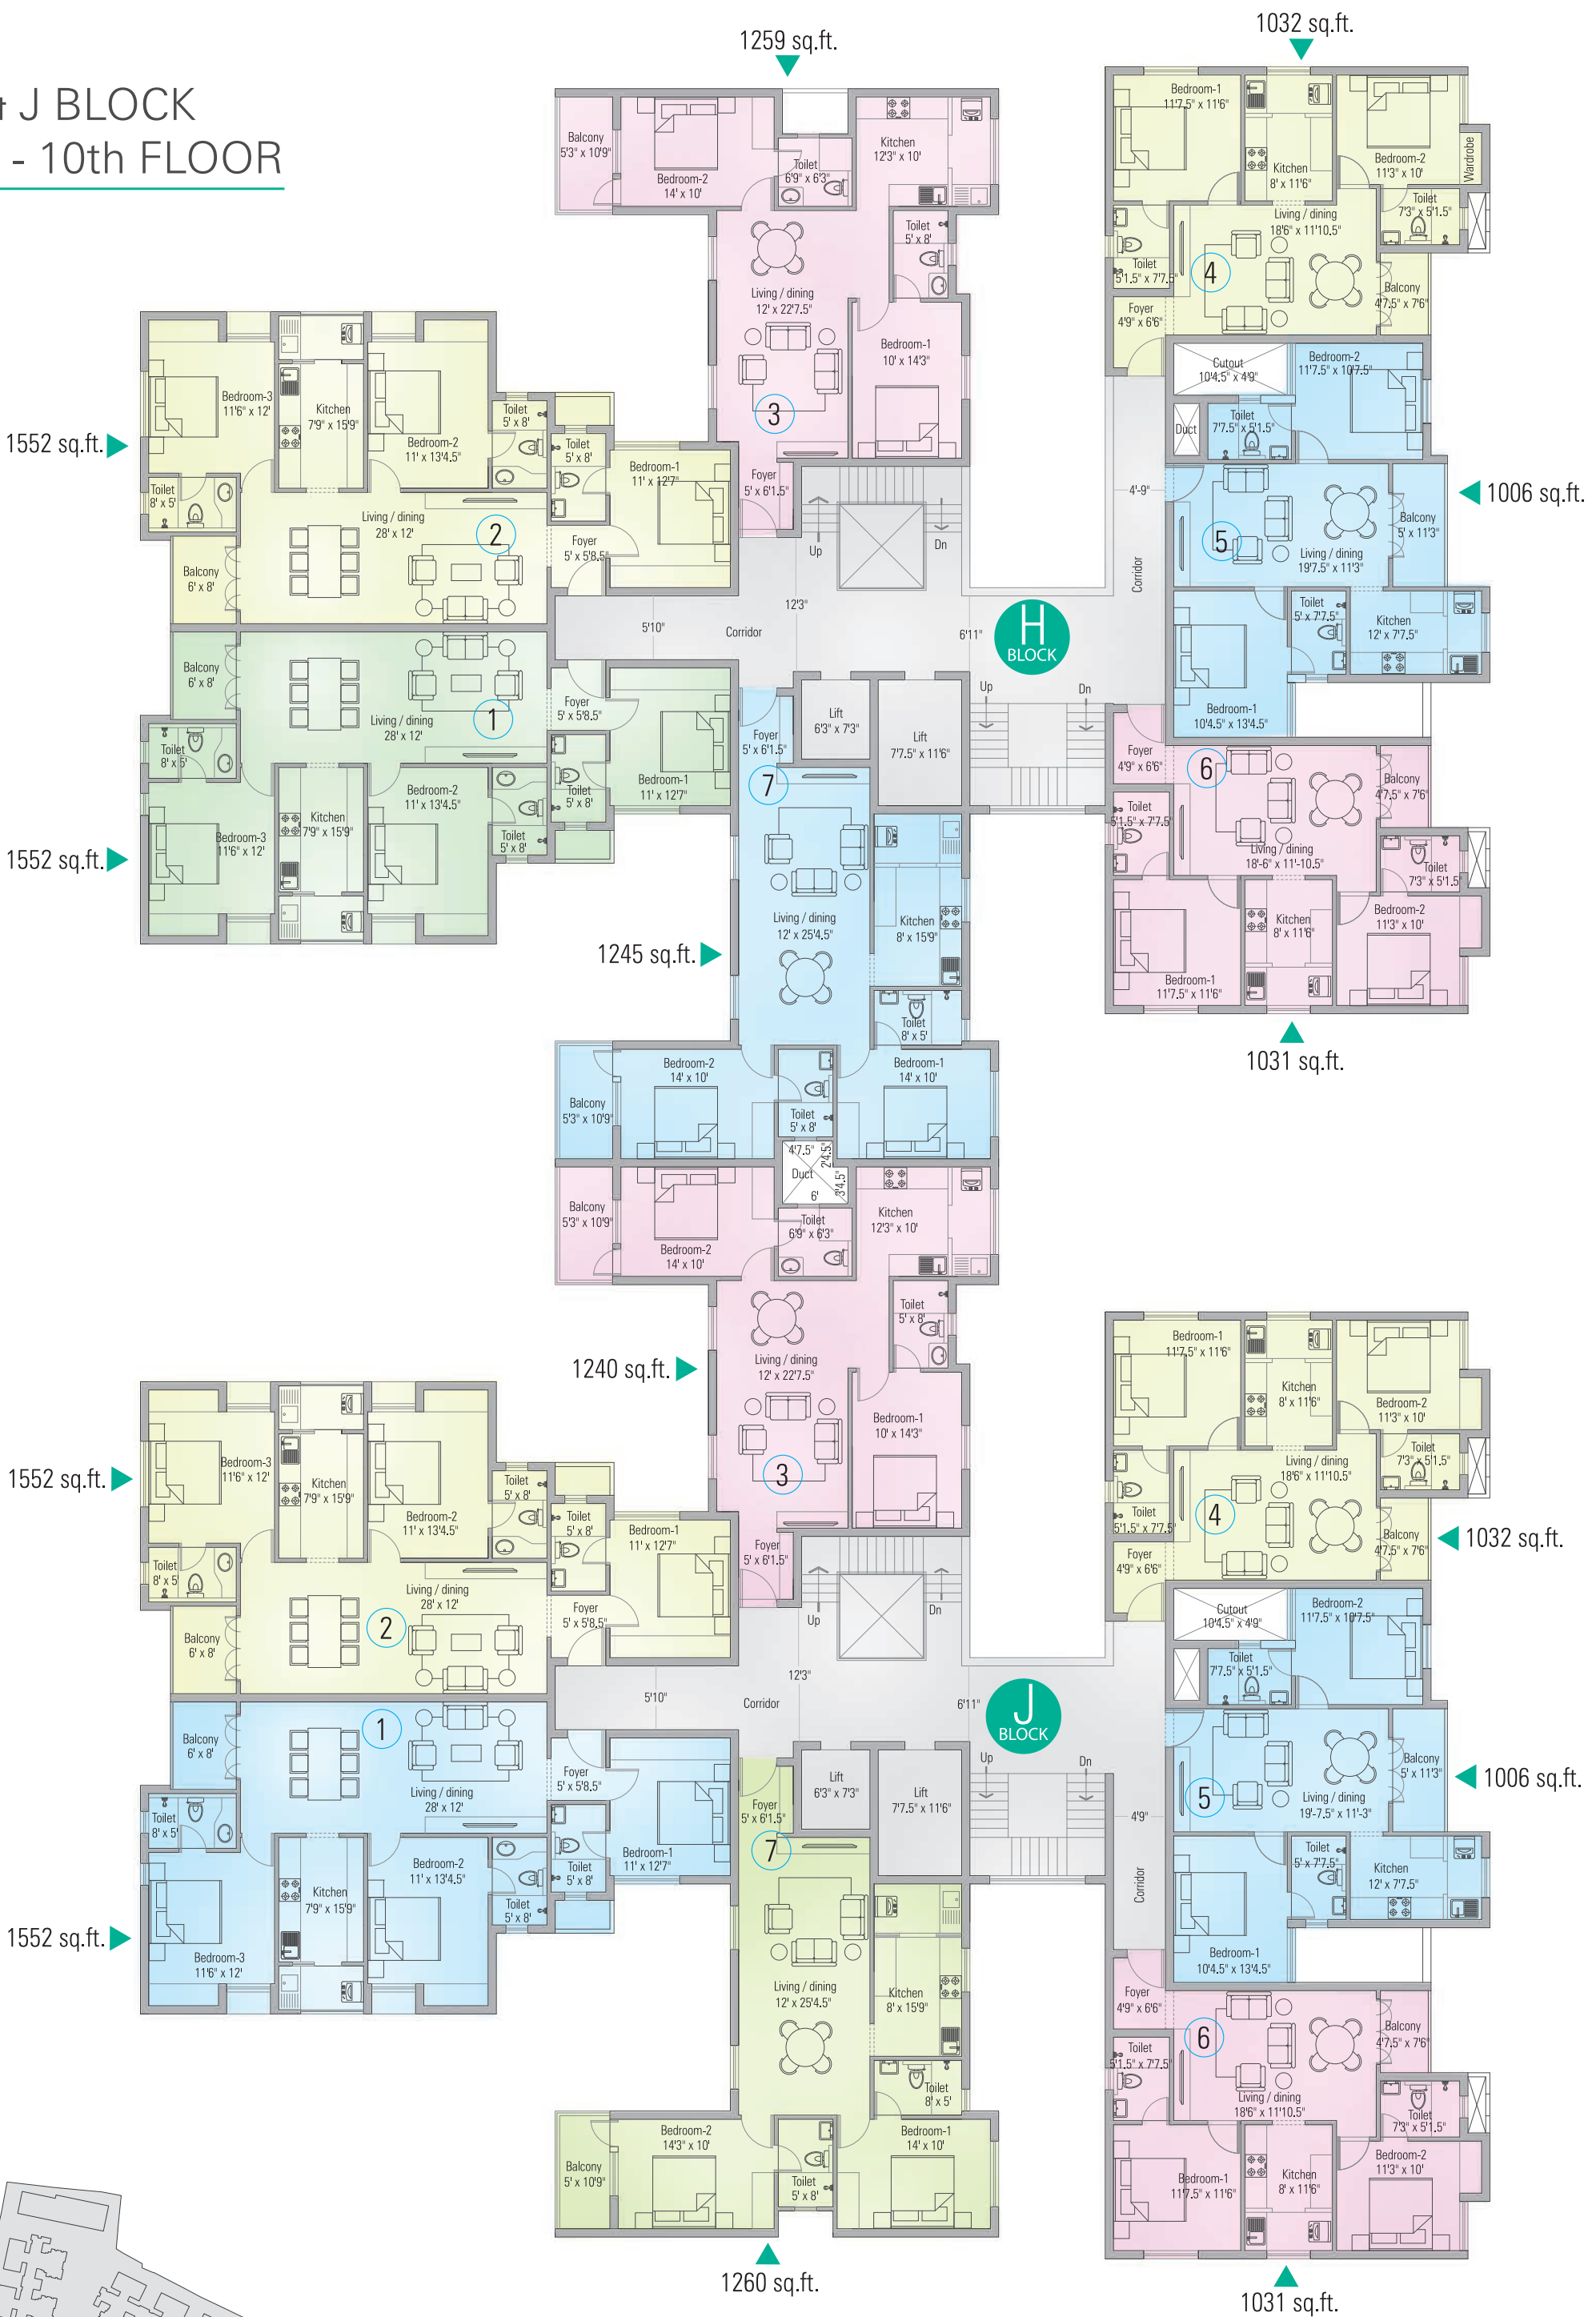 J BLOCK
- 10th FLOOR
1259 sq.ft.
1032 sq.ft.
Balcony
5'3" x 10'9"
Bedroom-2
14' x 10'
Toilet
6'9" x 6'3"
Kitchen
12'3" x 10'
Toilet
5' x 8'
Living / dining
12' x 22'7.5"
3
Bedroom-1
10' x 14'3"
Foyer
5' x 6'1.5"
Bedroom-1
11'7.5" x 11'6"
Kitchen
8' x 11'6"
Bedroom-2
11'3" x 10'
Wardrobe
Toilet
7'3" x 5'1.5"
Living / dining
18'6" x 11'10.5"
4
Toilet
5'1.5" x 7'7.5"
Balcony
4'7.5" x 7'6"
Foyer
4'9" x 6'6"
1552 sq.ft.
Bedroom-3
11'6" x 12'
Kitchen
7'9" x 15'9"
Bedroom-2
11' x 13'4.5"
Toilet
5' x 8'
Toilet
5' x 8'
Bedroom-1
11' x 12'7"
Toilet
8' x 5'
Living / dining
28' x 12'
2
Foyer
5' x 5'8.5"
Balcony
6' x 8'
Cutout
10'4.5" x 4'9"
Bedroom-2
11'7.5" x 10'7.5"
Duct
Toilet
7'7.5" x 5'1.5"
4'-9"
Corridor
5
Living / dining
19'7.5" x 11'3"
Balcony
5' x 11'3"
1006 sq.ft.
Toilet
5' x 7'7.5"
Kitchen
12' x 7'7.5"
Bedroom-1
10'4.5" x 13'4.5"
Up
Dn
12'3"
5'10"
Corridor
6'11"
H
BLOCK
Up
Dn
Lift
6'3" x 7'3"
Lift
7'7.5" x 11'6"
Balcony
6' x 8'
Living / dining
28' x 12'
1
Foyer
5' x 5'8.5"
Toilet
8' x 5'
Bedroom-3
11'6" x 12'
Kitchen
7'9" x 15'9"
Bedroom-2
11' x 13'4.5"
Toilet
5' x 8'
Toilet
5' x 8'
Bedroom-1
11' x 12'7"
1552 sq.ft.
Foyer
5' x 6'1.5"
7
Living / dining
12' x 25'4.5"
Kitchen
8' x 15'9"
1245 sq.ft.
Toilet
8' x 5'
Bedroom-2
14' x 10'
Bedroom-1
14' x 10'
Balcony
5'3" x 10'9"
Toilet
5' x 8'
Foyer
4'9" x 6'6"
6
Balcony
4'7.5" x 7'6"
Toilet
5'1.5" x 7'7.5"
Living / dining
18'-6" x 11'-10.5"
Toilet
7'3" x 5'1.5"
Bedroom-1
11'7.5" x 11'6"
Kitchen
8' x 11'6"
Bedroom-2
11'3" x 10'
1031 sq.ft.
4'7.5"
2'4.5"
Duct
3'4.5"
6'
Balcony
5'3" x 10'9"
Bedroom-2
14' x 10'
Toilet
6'9" x 6'3"
Kitchen
12'3" x 10'
Toilet
5' x 8'
1240 sq.ft.
Living / dining
12' x 22'7.5"
3
Bedroom-1
10' x 14'3"
Foyer
5' x 6'1.5"
Bedroom-1
11'7.5" x 11'6"
Kitchen
8' x 11'6"
Bedroom-2
11'3" x 10'
Toilet
7'3" x 5'1.5"
Living / dining
18'6" x 11'10.5"
4
Toilet
5'1.5" x 7'7.5"
Balcony
4'7.5" x 7'6"
1032 sq.ft.
Foyer
4'9" x 6'6"
1552 sq.ft.
Bedroom-3
11'6" x 12'
Kitchen
7'9" x 15'9"
Bedroom-2
11' x 13'4.5"
Toilet
5' x 8'
Toilet
5' x 8'
Bedroom-1
11' x 12'7"
Toilet
8' x 5'
Living / dining
28' x 12'
2
Foyer
5' x 5'8.5"
Balcony
6' x 8'
Up
Dn
12'3"
5'10"
Corridor
6'11"
J
BLOCK
Up
Dn
Lift
6'3" x 7'3"
Lift
7'7.5" x 11'6"
4'9"
Corridor
Cutout
10'4.5" x 4'9"
Bedroom-2
11'7.5" x 10'7.5"
Toilet
7'7.5" x 5'1.5"
5
Living / dining
19'-7.5" x 11'-3"
Balcony
5' x 11'3"
1006 sq.ft.
Toilet
5' x 7'7.5"
Kitchen
12' x 7'7.5"
Bedroom-1
10'4.5" x 13'4.5"
1
Balcony
6' x 8'
Living / dining
28' x 12'
Foyer
5' x 5'8.5"
Toilet
8' x 5'
Bedroom-3
11'6" x 12'
Kitchen
7'9" x 15'9"
Bedroom-2
11' x 13'4.5"
Toilet
5' x 8'
Toilet
5' x 8'
Bedroom-1
11' x 12'7"
1552 sq.ft.
Foyer
5' x 6'1.5"
7
Living / dining
12' x 25'4.5"
Kitchen
8' x 15'9"
Toilet
8' x 5'
Bedroom-2
14'3" x 10'
Bedroom-1
14' x 10'
Balcony
5' x 10'9"
Toilet
5' x 8'
1260 sq.ft.
Foyer
4'9" x 6'6"
6
Balcony
4'7.5" x 7'6"
Toilet
5'1.5" x 7'7.5"
Living / dining
18'6" x 11'10.5"
Toilet
7'3" x 5'1.5"
Bedroom-1
11'7.5" x 11'6"
Kitchen
8' x 11'6"
Bedroom-2
11'3" x 10'
1031 sq.ft.